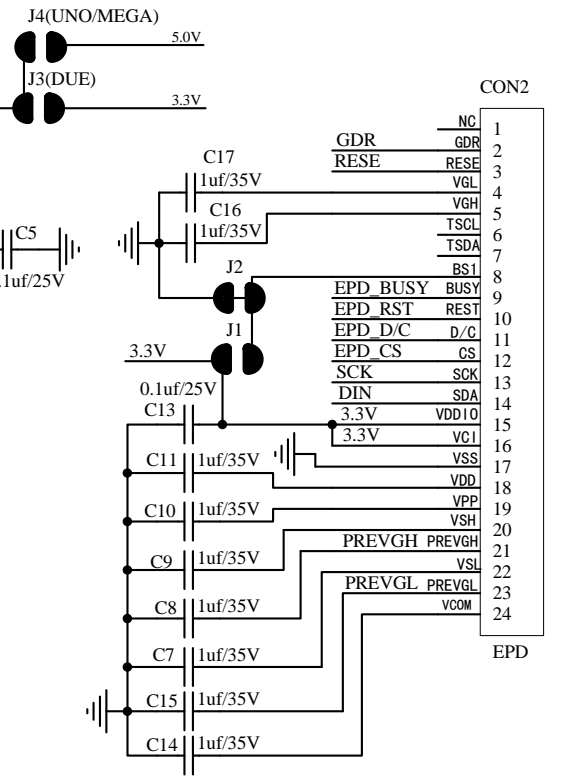 J4(UNO/MEGA)
5.0V
J3(DUE)
3.3V
CON2
NC 1
GDR GDR 2
RESE RESE 3
C17
1uf/35V
VGL 4
C16
1uf/35V
VGH 5
TSCL 6
TSDA 7
C5
.1uf/25V
J2
BS1 8
EPD_BUSY BUSY 9
EPD_RST REST 10
J1
EPD_D/C D/C 11
3.3V
EPD_CS CS 12
SCK SCK 13
0.1uf/25V
DIN SDA 14
C13
3.3V VDDIO 15
3.3V VCI 16
C11 1uf/35V
VSS 17
VDD 18
C10 1uf/35V
VPP 19
VSH 20
PREVGH PREVGH 21
C9 1uf/35V
VSL 22
PREVGL PREVGL 23
C8 1uf/35V
VCOM 24
C7 1uf/35V
EPD
C15 1uf/35V
C14 1uf/35V